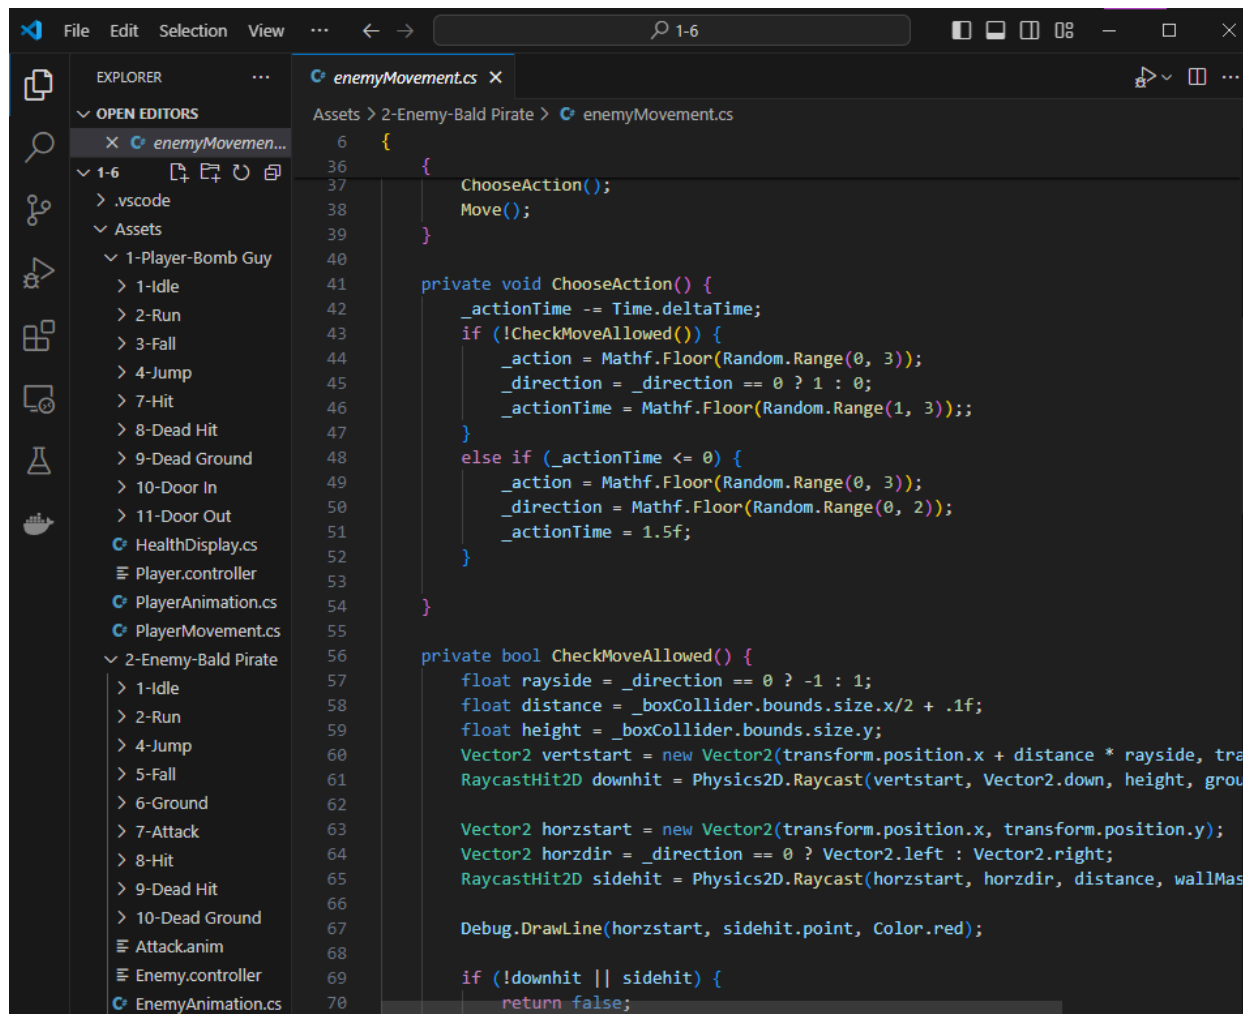 File Edit Selection View ··· ← → 1-6
EXPLORER ···
OPEN EDITORS
enemyMovemen...
1-6
.vscode
Assets
1-Player-Bomb Guy
1-Idle
2-Run
3-Fall
4-Jump
7-Hit
8-Dead Hit
9-Dead Ground
10-Door In
11-Door Out
HealthDisplay.cs
Player.controller
PlayerAnimation.cs
PlayerMovement.cs
2-Enemy-Bald Pirate
1-Idle
2-Run
4-Jump
5-Fall
6-Ground
7-Attack
8-Hit
9-Dead Hit
10-Dead Ground
Attack.anim
Enemy.controller
EnemyAnimation.cs
enemyMovement.cs
Assets > 2-Enemy-Bald Pirate > enemyMovement.cs
6 {
36 {
37 ChooseAction();
38 Move();
39 }
40
41 private void ChooseAction() {
42 _actionTime -= Time.deltaTime;
43 if (!CheckMoveAllowed()) {
44 _action = Mathf.Floor(Random.Range(0, 3));
45 _direction = _direction == 0 ? 1 : 0;
46 _actionTime = Mathf.Floor(Random.Range(1, 3));;
47 }
48 else if (_actionTime <= 0) {
49 _action = Mathf.Floor(Random.Range(0, 3));
50 _direction = Mathf.Floor(Random.Range(0, 2));
51 _actionTime = 1.5f;
52 }
53
54 }
55
56 private bool CheckMoveAllowed() {
57 float rayside = _direction == 0 ? -1 : 1;
58 float distance = _boxCollider.bounds.size.x/2 + .1f;
59 float height = _boxCollider.bounds.size.y;
60 Vector2 vertstart = new Vector2(transform.position.x + distance * rayside, tra
61 RaycastHit2D downhit = Physics2D.Raycast(vertstart, Vector2.down, height, grou
62
63 Vector2 horzstart = new Vector2(transform.position.x, transform.position.y);
64 Vector2 horzdir = _direction == 0 ? Vector2.left : Vector2.right;
65 RaycastHit2D sidehit = Physics2D.Raycast(horzstart, horzdir, distance, wallMas
66
67 Debug.DrawLine(horzstart, sidehit.point, Color.red);
68
69 if (!downhit || sidehit) {
70 return false;